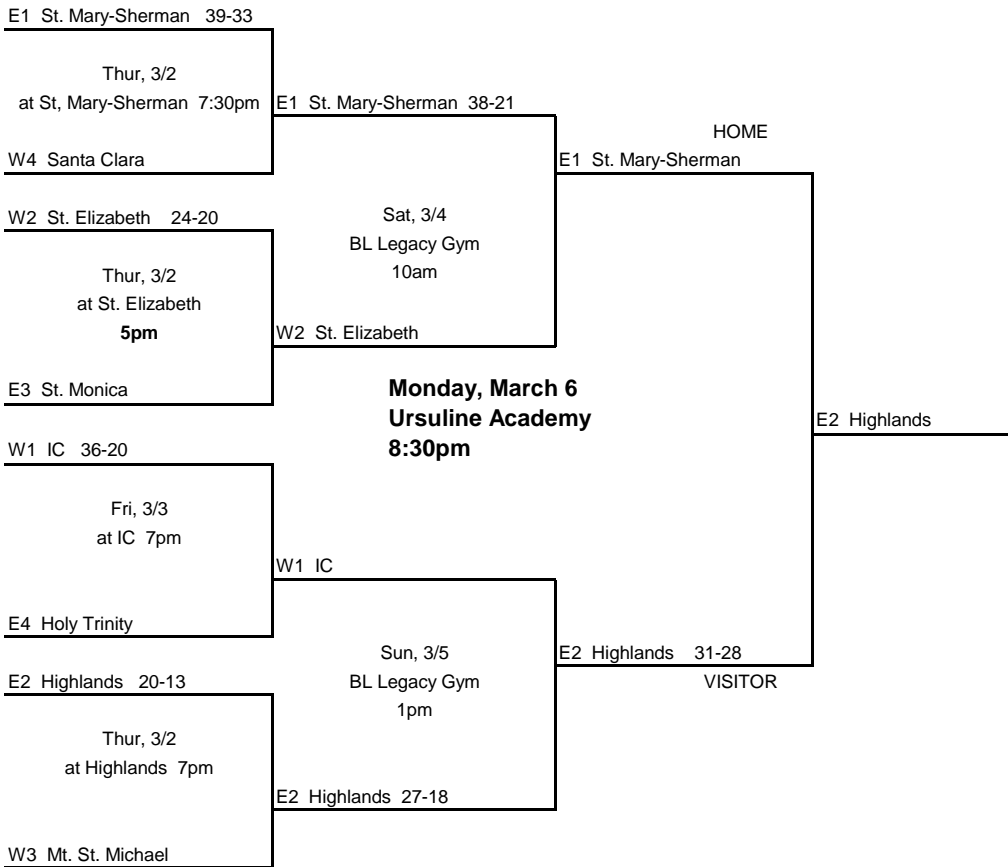 E1 St. Mary-Sherman 39-33
Thur, 3/2
at St, Mary-Sherman 7:30pm
E1 St. Mary-Sherman 38-21
HOME
W4 Santa Clara
E1 St. Mary-Sherman
W2 St. Elizabeth 24-20
Sat, 3/4
BL Legacy Gym
10am
Thur, 3/2
at St. Elizabeth
5pm
W2 St. Elizabeth
E3 St. Monica
Monday, March 6
Ursuline Academy
8:30pm
E2 Highlands
W1 IC 36-20
Fri, 3/3
at IC 7pm
W1 IC
E4 Holy Trinity
Sun, 3/5
BL Legacy Gym
1pm
E2 Highlands 31-28
VISITOR
E2 Highlands 20-13
Thur, 3/2
at Highlands 7pm
E2 Highlands 27-18
W3 Mt. St. Michael